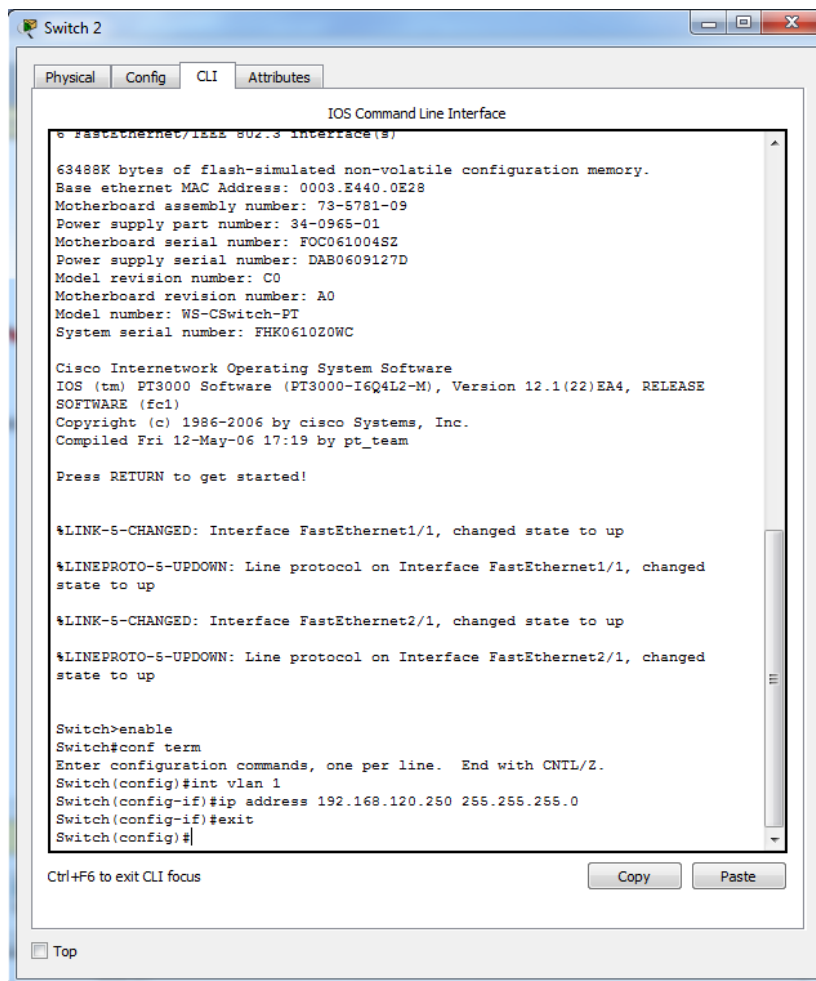 Switch 2
Physical Config CLI Attributes
IOS Command Line Interface
6 FastEthernet/IEEE 802.3 interface(s)
63488K bytes of flash-simulated non-volatile configuration memory.
Base ethernet MAC Address: 0003.E440.0E28
Motherboard assembly number: 73-5781-09
Power supply part number: 34-0965-01
Motherboard serial number: FOC061004SZ
Power supply serial number: DAB0609127D
Model revision number: C0
Motherboard revision number: A0
Model number: WS-CSwitch-PT
System serial number: FHK0610Z0WC
Cisco Internetwork Operating System Software
IOS (tm) PT3000 Software (PT3000-I6Q4L2-M), Version 12.1(22)EA4, RELEASE
SOFTWARE (fc1)
Copyright (c) 1986-2006 by cisco Systems, Inc.
Compiled Fri 12-May-06 17:19 by pt_team
Press RETURN to get started!
%LINK-5-CHANGED: Interface FastEthernet1/1, changed state to up
%LINEPROTO-5-UPDOWN: Line protocol on Interface FastEthernet1/1, changed
state to up
%LINK-5-CHANGED: Interface FastEthernet2/1, changed state to up
%LINEPROTO-5-UPDOWN: Line protocol on Interface FastEthernet2/1, changed
state to up
Switch>enable
Switch#conf term
Enter configuration commands, one per line.  End with CNTL/Z.
Switch(config)#int vlan 1
Switch(config-if)#ip address 192.168.120.250 255.255.255.0
Switch(config-if)#exit
Switch(config)#
Ctrl+F6 to exit CLI focus
Copy Paste
Top